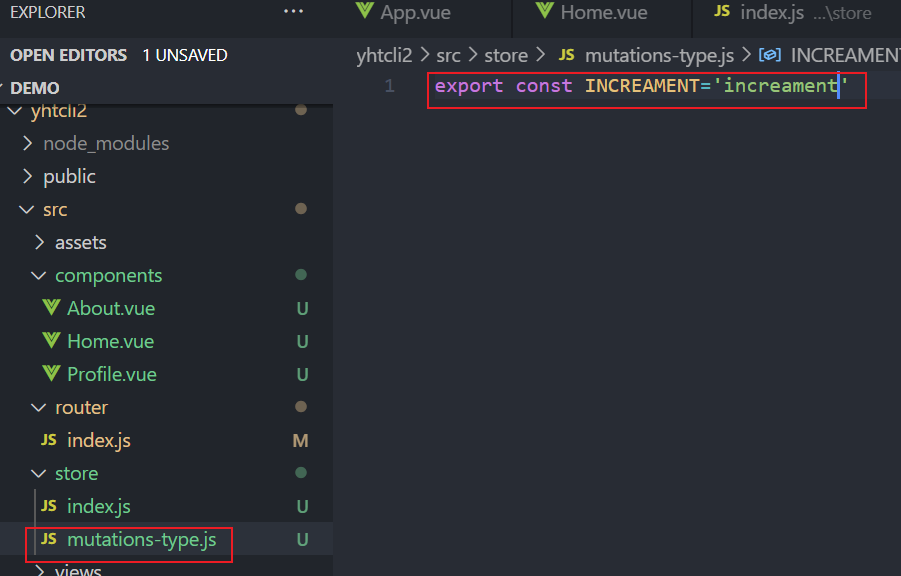 EXPLORER ...
OPEN EDITORS 1 UNSAVED
DEMO
yhtcli2
node_modules
public
src
assets
components
About.vue U
Home.vue U
Profile.vue U
router
JS index.js M
store
JS index.js U
JS mutations-type.js U
views
App.vue Home.vue JS index.js ...\store
yhtcli2 > src > store > JS mutations-type.js > INCREAMENT
1 export const INCREAMENT='increament'